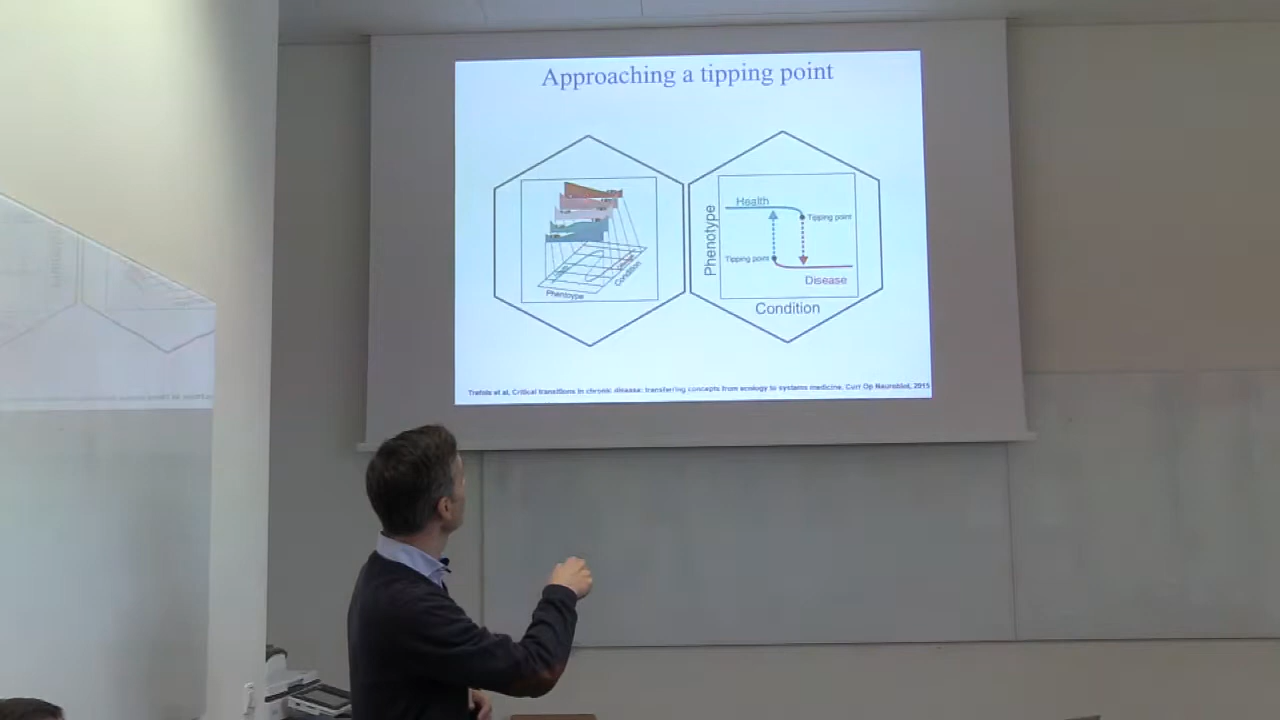 Approaching a tipping point
Phentoype
Condition
Phenotype
Health
Tipping point
Tipping point
Disease
Condition
Trefois et al, Critical transitions in chronic disease: transferring concepts from ecology to systems medicine. Curr Op Neurobiol, 2015